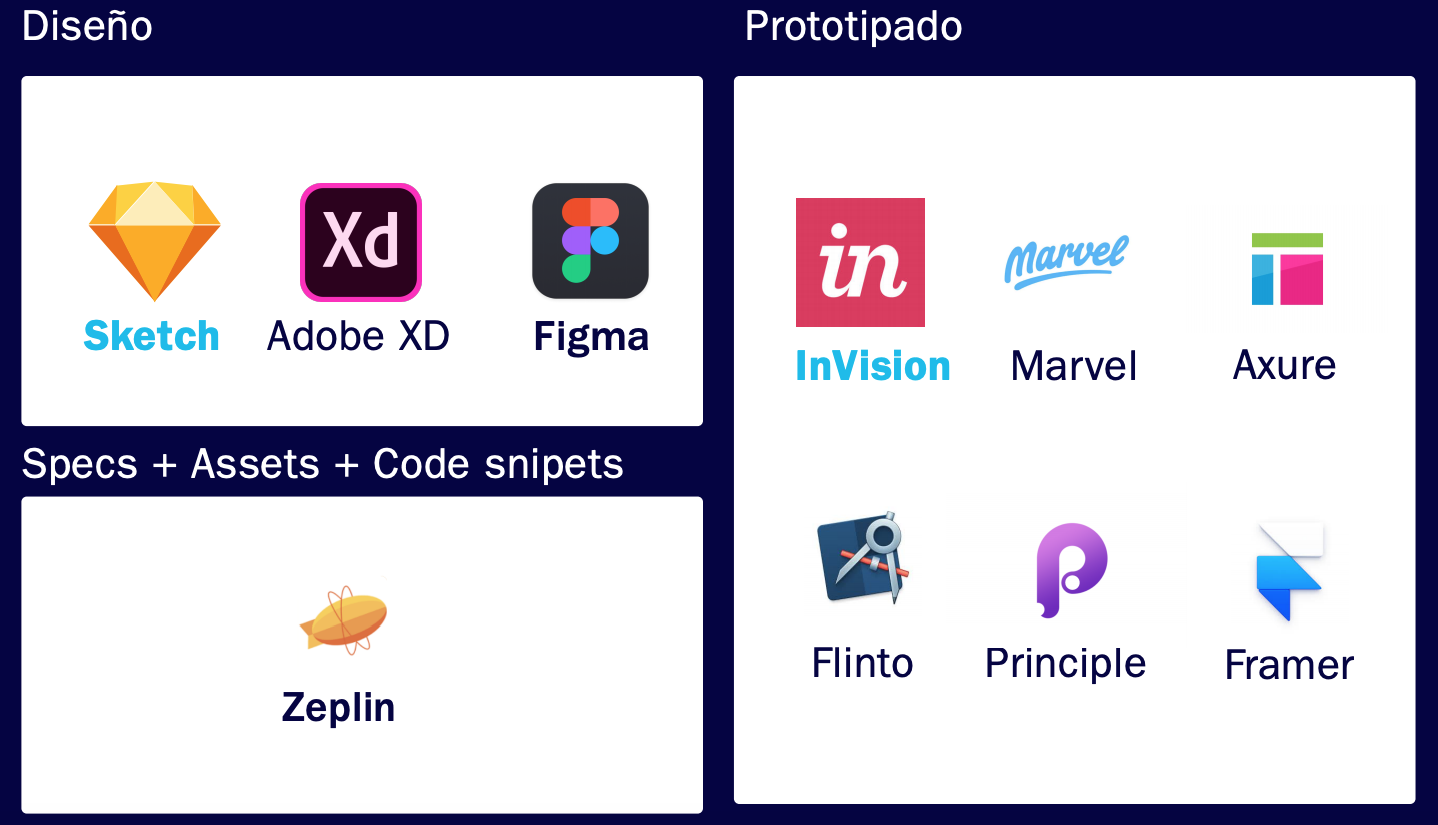 Diseño
Xd
Sketch
Adobe XD
Figma
Specs + Assets + Code snipets
Zeplin
Prototipado
in
Marvel
InVision
Marvel
Axure
Flinto
Principle
Framer